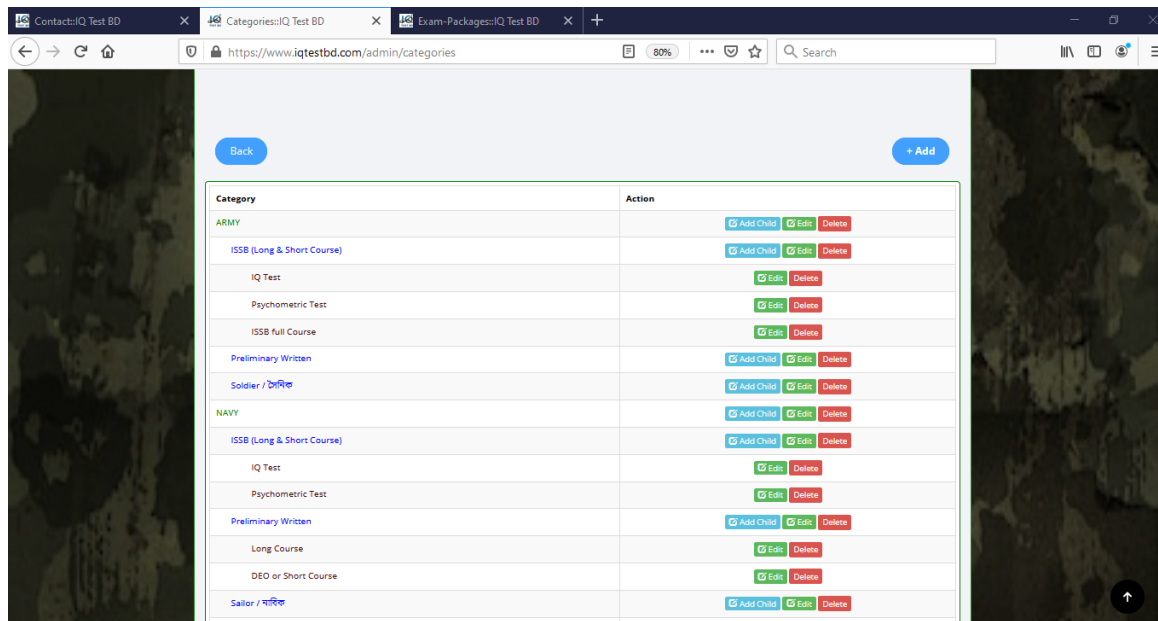 Contact::IQ Test BD Categories::IQ Test BD Exam-Packages::IQ Test BD
https://www.iqtestbd.com/admin/categories 80% Search
Back + Add
Category Action
ARMY Add Child Edit Delete
ISSB (Long & Short Course) Add Child Edit Delete
IQ Test Edit Delete
Psychometric Test Edit Delete
ISSB full Course Edit Delete
Preliminary Written Add Child Edit Delete
Soldier / সৈনিক Add Child Edit Delete
NAVY Add Child Edit Delete
ISSB (Long & Short Course) Add Child Edit Delete
IQ Test Edit Delete
Psychometric Test Edit Delete
Preliminary Written Add Child Edit Delete
Long Course Edit Delete
DEO or Short Course Edit Delete
Sailor / নাবিক Add Child Edit Delete